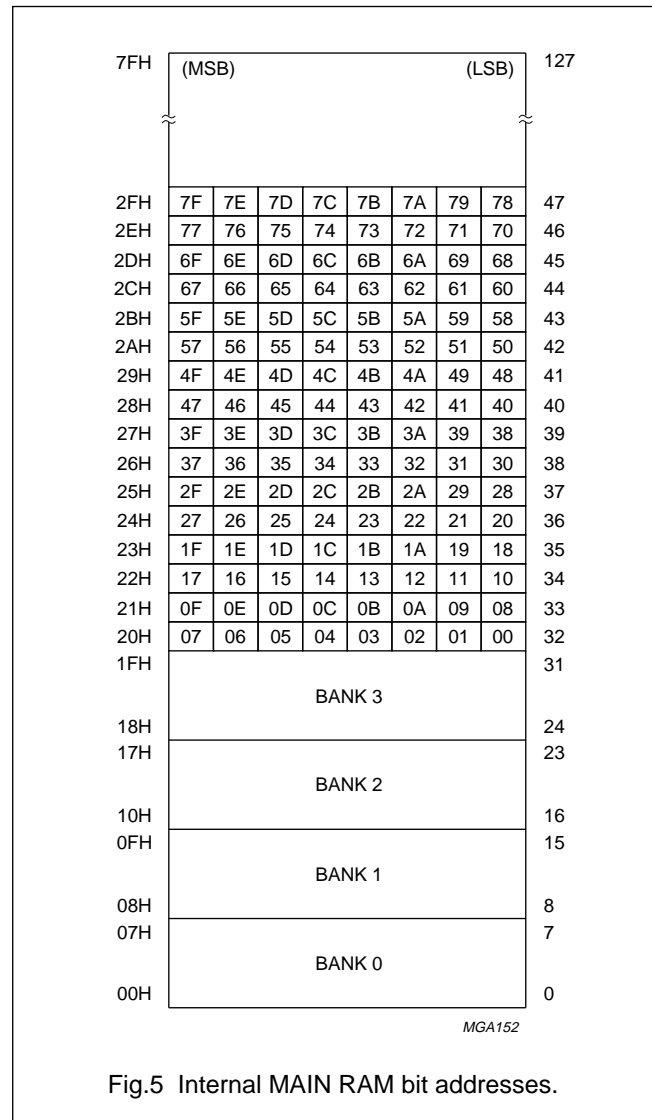 7FH (MSB) (LSB) 127
2FH 7F 7E 7D 7C 7B 7A 79 78 47
2EH 77 76 75 74 73 72 71 70 46
2DH 6F 6E 6D 6C 6B 6A 69 68 45
2CH 67 66 65 64 63 62 61 60 44
2BH 5F 5E 5D 5C 5B 5A 59 58 43
2AH 57 56 55 54 53 52 51 50 42
29H 4F 4E 4D 4C 4B 4A 49 48 41
28H 47 46 45 44 43 42 41 40 40
27H 3F 3E 3D 3C 3B 3A 39 38 39
26H 37 36 35 34 33 32 31 30 38
25H 2F 2E 2D 2C 2B 2A 29 28 37
24H 27 26 25 24 23 22 21 20 36
23H 1F 1E 1D 1C 1B 1A 19 18 35
22H 17 16 15 14 13 12 11 10 34
21H 0F 0E 0D 0C 0B 0A 09 08 33
20H 07 06 05 04 03 02 01 00 32
1FH 31
BANK 3
18H 24
17H 23
BANK 2
10H 16
0FH 15
BANK 1
08H 8
07H 7
BANK 0
00H 0
MGA152
Fig.5 Internal MAIN RAM bit addresses.